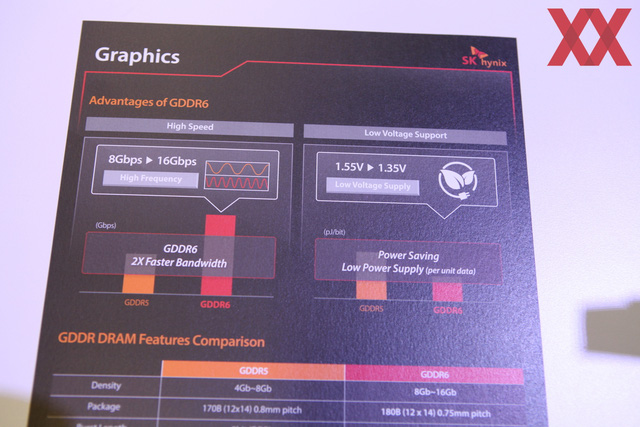 XX
Graphics
SK hynix
Advantages of GDDR6
High Speed
8Gbps ▶ 16Gbps
High Frequency
(Gbps)
GDDR6
2X Faster Bandwidth
GDDR5
GDDR6
Low Voltage Support
1.55V ▶ 1.35V
Low Voltage Supply
(pJ/bit)
Power Saving
Low Power Supply (per unit data)
GDDR5
GDDR6
GDDR DRAM Features Comparison
GDDR5 GDDR6
Density 4Gb~8Gb 8Gb~16Gb
Package 170B (12x14) 0.8mm pitch 180B (12 x 14) 0.75mm pitch